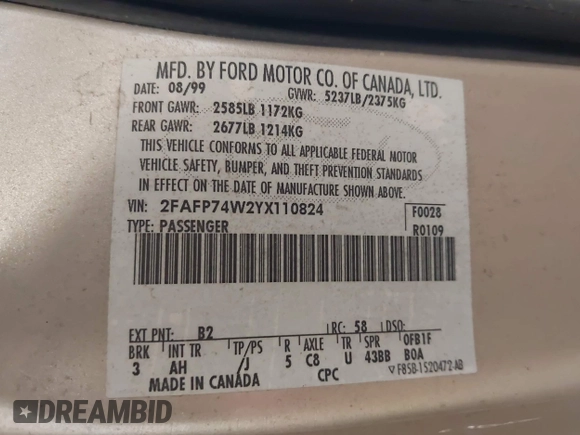 MFD. BY FORD MOTOR CO. OF CANADA, LTD.
DATE: 08/99 GVWR: 5237LB/2375KG
FRONT GAWR: 2585LB 1172KG
REAR GAWR: 2677LB 1214KG
THIS VEHICLE CONFORMS TO ALL APPLICABLE FEDERAL MOTOR
VEHICLE SAFETY, BUMPER, AND THEFT PREVENTION STANDARDS
IN EFFECT ON THE DATE OF MANUFACTURE SHOWN ABOVE.
VIN: 2FAFP74W2YX110824 F0028
TYPE: PASSENGER R0109
EXT PNT: B2 RC: 58 DSO:
BRK INT TR TP/PS R AXLE TR SPR 0FB1F
3 AH /J 5 C8 U 43BB B0A
MADE IN CANADA CPC ▽ F85B-1520472-AB
DREAMBID